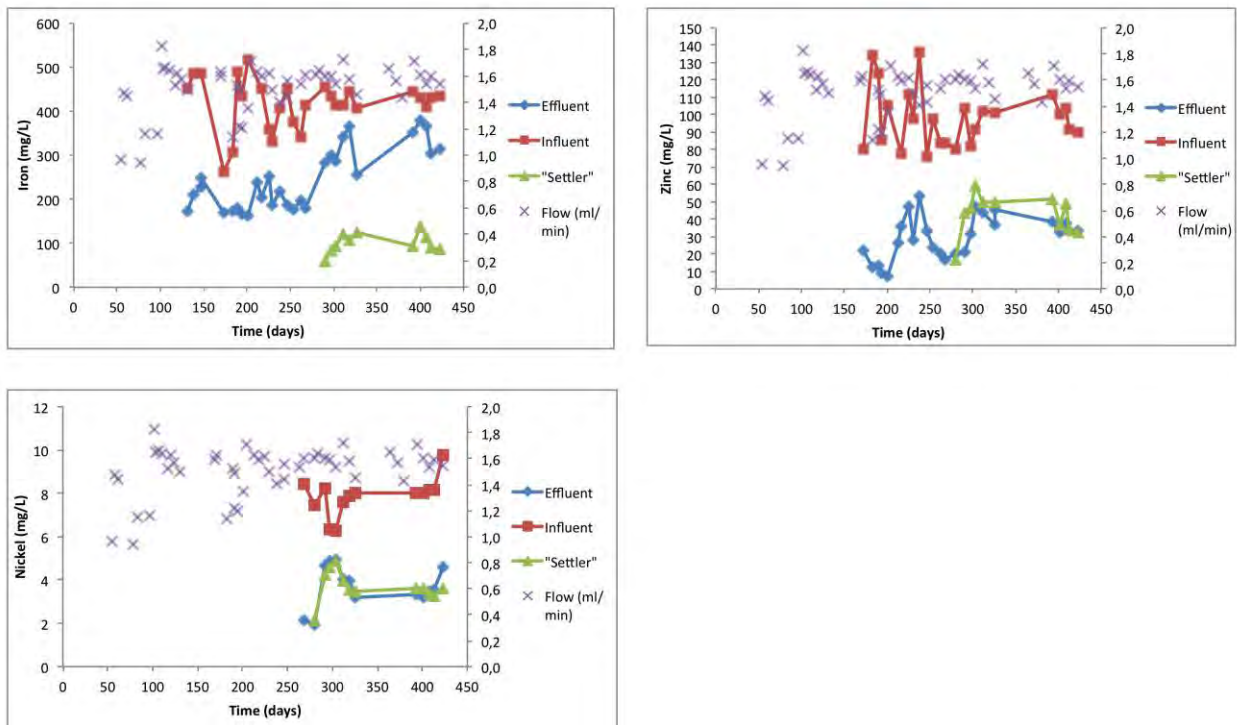 600
500
400
300
200
100
0
Iron (mg/L)
2,0
1,8
1,6
1,4
1,2
1,0
0,8
0,6
0,4
0,2
0,0
0 50 100 150 200 250 300 350 400 450
Time (days)
Effluent
Influent
"Settler"
Flow (ml/
min)
150
140
130
120
110
100
90
80
70
60
50
40
30
20
10
0
Zinc (mg/L)
2,0
1,8
1,6
1,4
1,2
1,0
0,8
0,6
0,4
0,2
0,0
0 50 100 150 200 250 300 350 400 450
Time (days)
Effluent
Influent
"Settler"
Flow
(ml/min)
12
10
8
6
4
2
0
Nickel (mg/L)
2,0
1,8
1,6
1,4
1,2
1,0
0,8
0,6
0,4
0,2
0,0
0 50 100 150 200 250 300 350 400 450
Time (days)
Effluent
Influent
"Settler"
Flow (ml/
min)